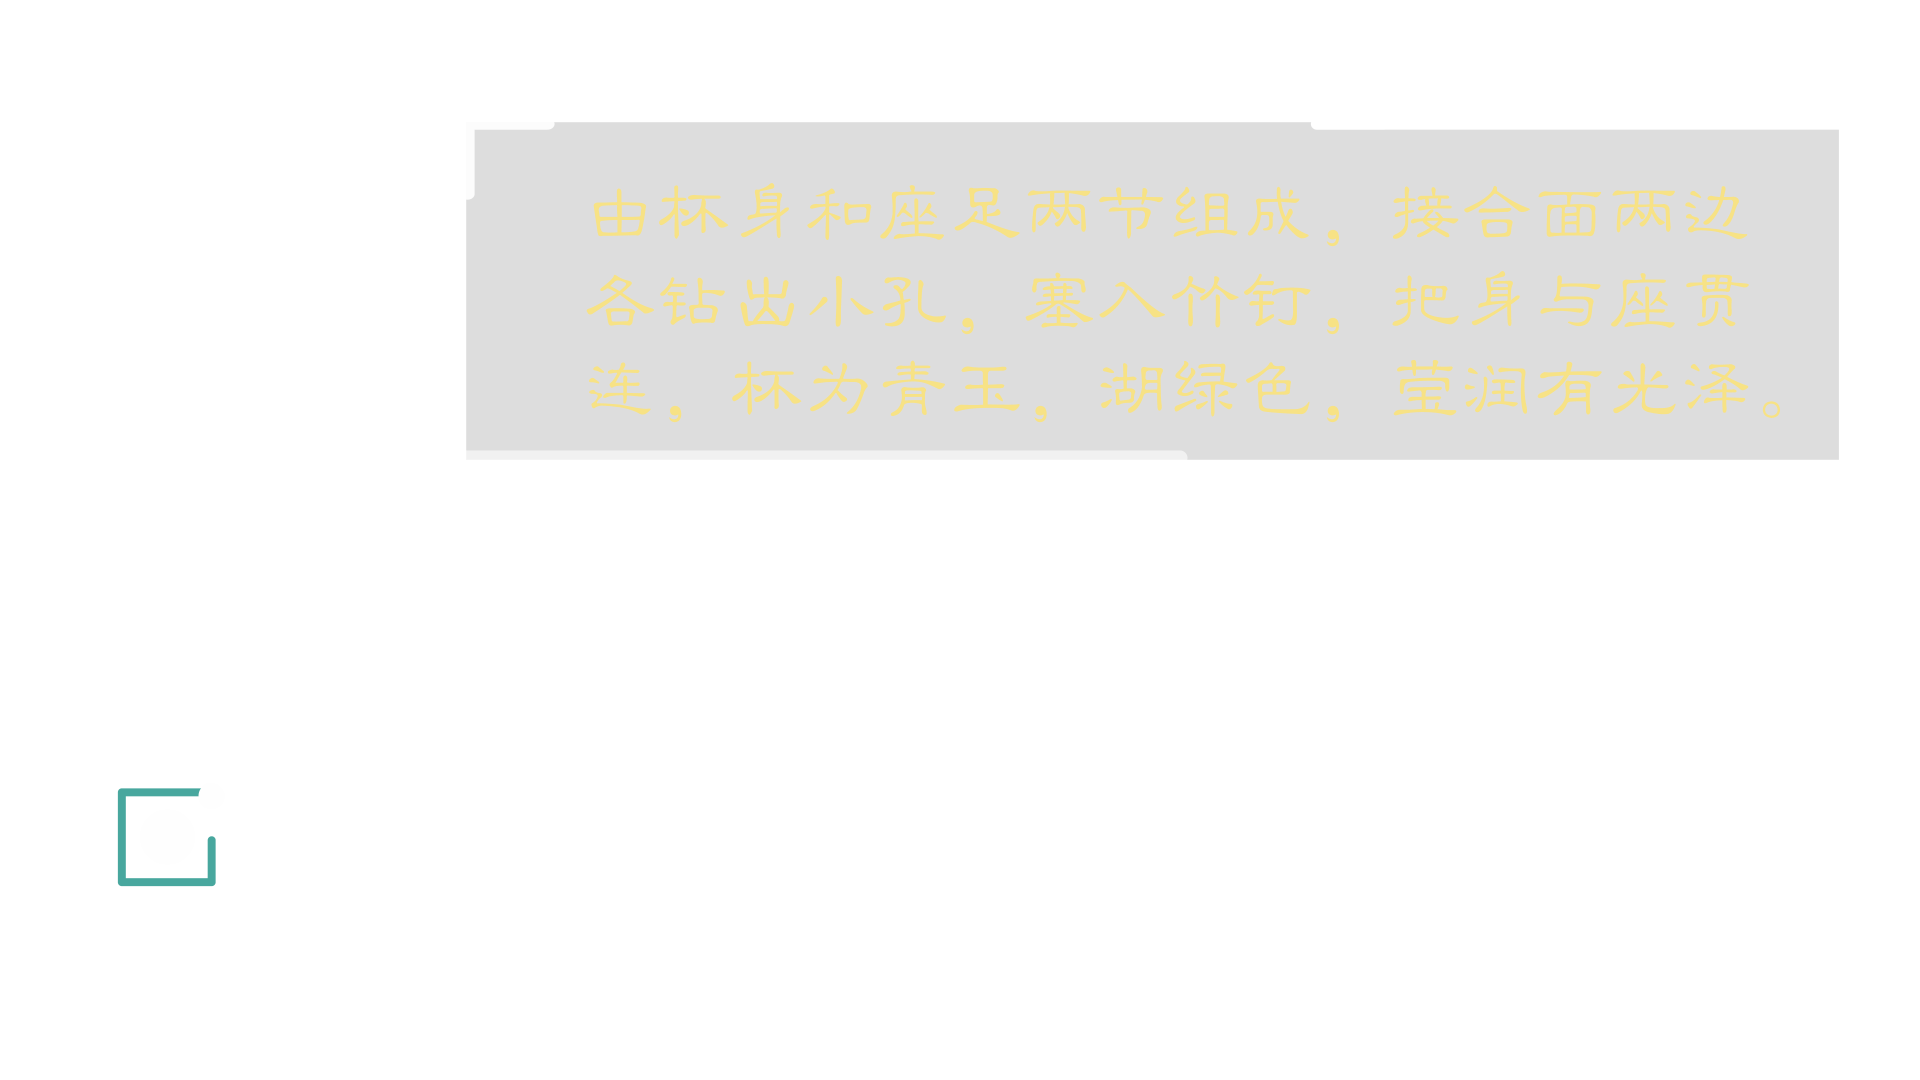 由杯身和座足两节组成，接合面两边
各钻出小孔，塞入竹钉，把身与座贯
连，杯为青玉，湖绿色，莹润有光泽。